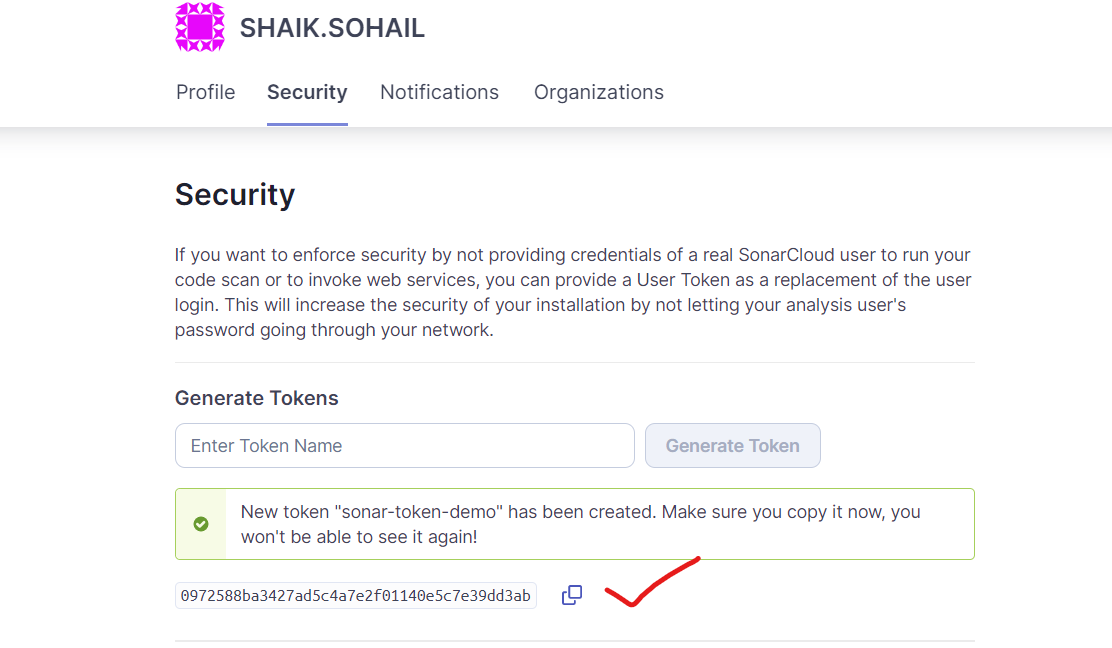 SHAIK.SOHAIL
Profile Security Notifications Organizations
Security
If you want to enforce security by not providing credentials of a real SonarCloud user to run your
code scan or to invoke web services, you can provide a User Token as a replacement of the user
login. This will increase the security of your installation by not letting your analysis user's
password going through your network.
Generate Tokens
Enter Token Name Generate Token
New token "sonar-token-demo" has been created. Make sure you copy it now, you
won't be able to see it again!
0972588ba3427ad5c4a7e2f01140e5c7e39dd3ab